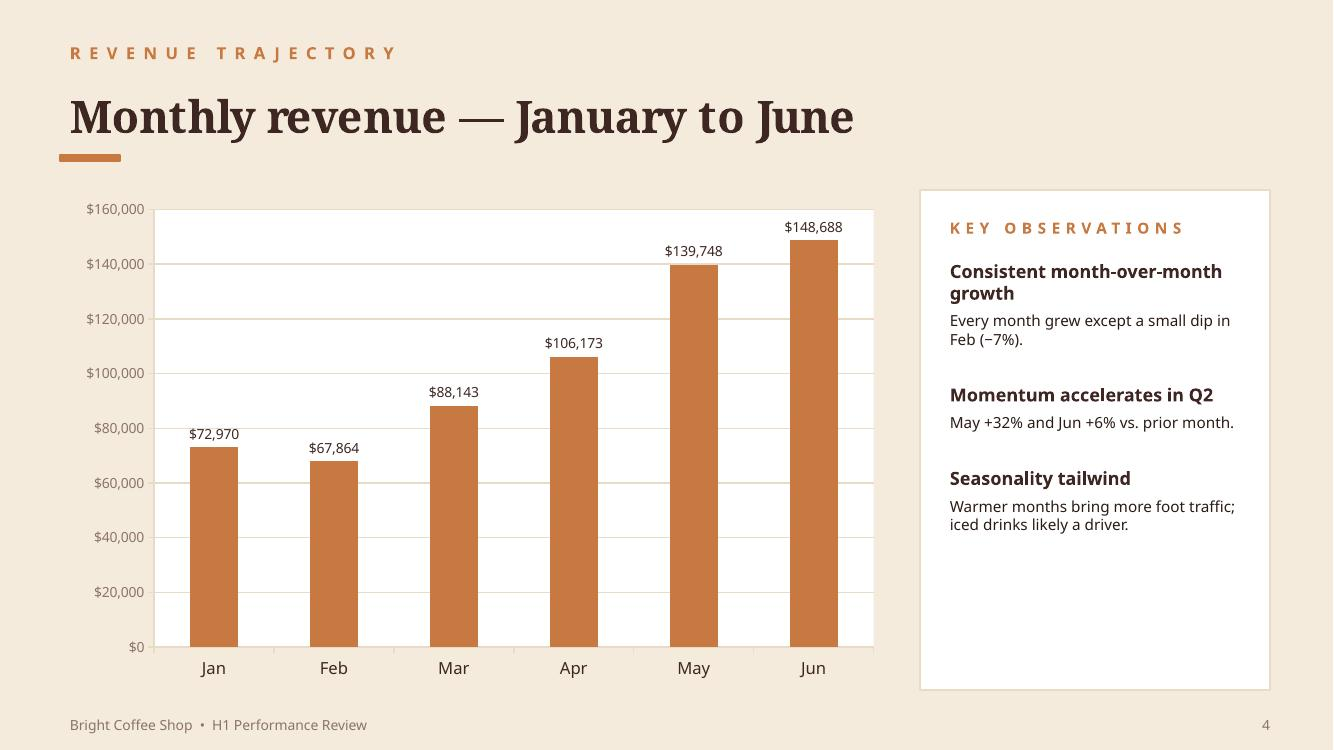 REVENUE TRAJECTORY
Monthly revenue — January to June
$160,000
$140,000
$120,000
$100,000
$80,000
$60,000
$40,000
$20,000
$0
$72,970
$67,864
$88,143
$106,173
$139,748
$148,688
Jan
Feb
Mar
Apr
May
Jun
KEY OBSERVATIONS
Consistent month-over-month
growth
Every month grew except a small dip in
Feb (−7%).
Momentum accelerates in Q2
May +32% and Jun +6% vs. prior month.
Seasonality tailwind
Warmer months bring more foot traffic;
iced drinks likely a driver.
Bright Coffee Shop • H1 Performance Review
4